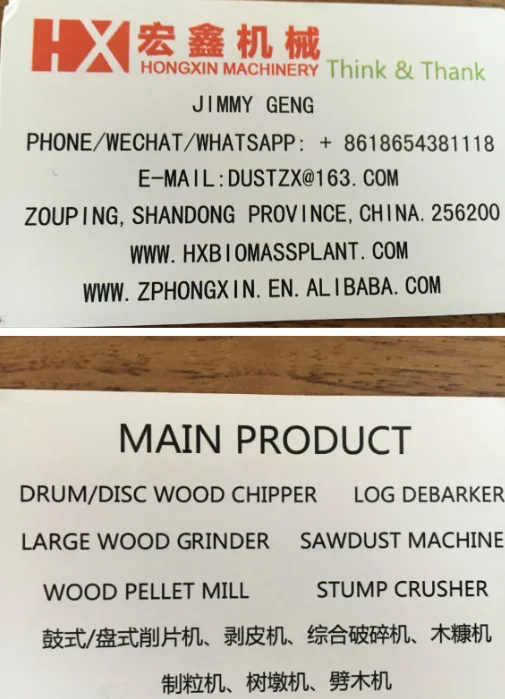 HX 宏鑫机械
HONGXIN MACHINERY Think & Thank
JIMMY GENG
PHONE/WECHAT/WHATSAPP: + 8618654381118
E-MAIL:DUSTZX@163.COM
ZOUPING,SHANDONG PROVINCE,CHINA.256200
WWW.HXBIOMASSPLANT.COM
WWW.ZPHONGXIN.EN.ALIBABA.COM
MAIN PRODUCT
DRUM/DISC WOOD CHIPPER LOG DEBARKER
LARGE WOOD GRINDER SAWDUST MACHINE
WOOD PELLET MILL STUMP CRUSHER
鼓式/盘式削片机、剥皮机、综合破碎机、木糠机
制粒机、树墩机、劈木机